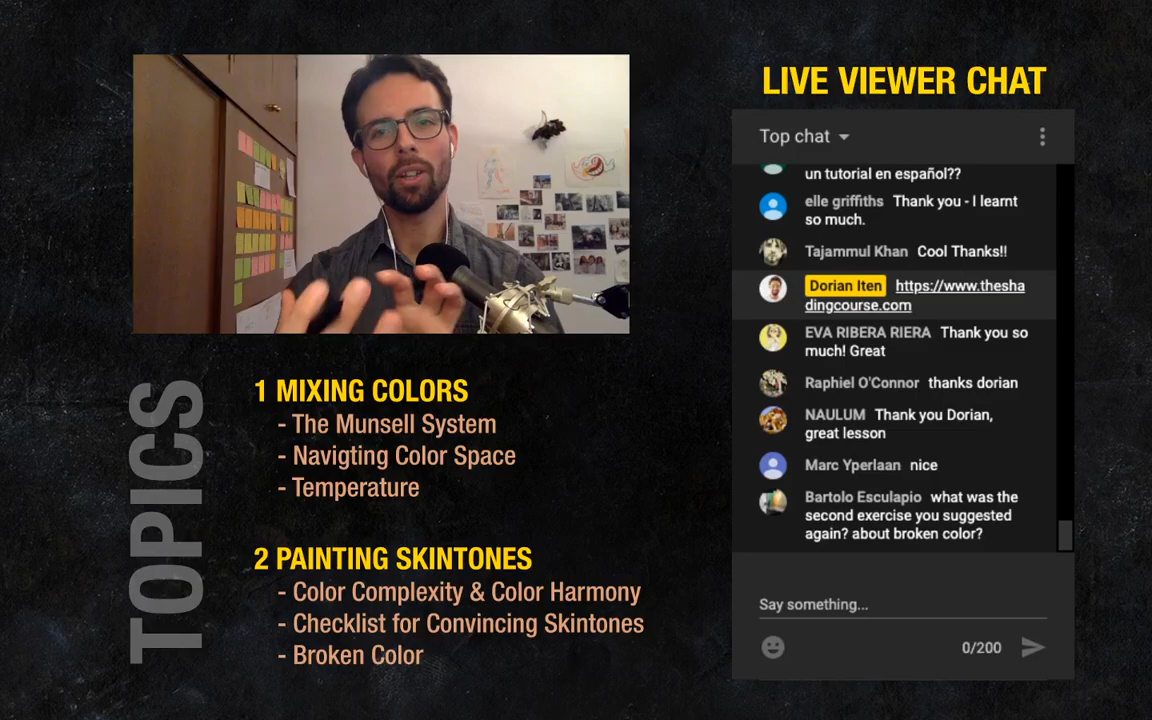 LIVE VIEWER CHAT
Top chat
un tutorial en español??
elle griffiths Thank you - I learnt
so much.
Tajammul Khan Cool Thanks!!
Dorian Iten https://www.thesha
dingcourse.com
EVA RIBERA RIERA Thank you so
much! Great
Raphiel O'Connor thanks dorian
NAULUM Thank you Dorian,
great lesson
Marc Yperlaan nice
Bartolo Esculapio what was the
second exercise you suggested
again? about broken color?
Say something...
0/200
TOPICS
1 MIXING COLORS
- The Munsell System
- Navigting Color Space
- Temperature
2 PAINTING SKINTONES
- Color Complexity & Color Harmony
- Checklist for Convincing Skintones
- Broken Color